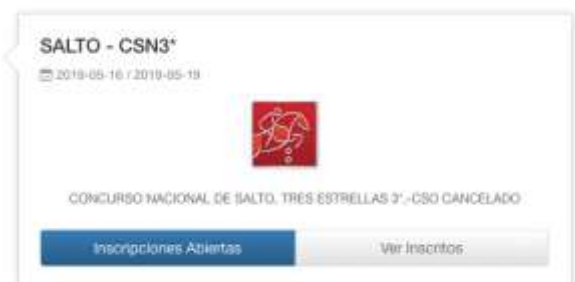 SALTO - CSN3*
2019-05-16 / 2019-05-19
CONCURSO NACIONAL DE SALTO, TRES ESTRELLAS 3*.-CSO CANCELADO
Inscripciones Abiertas
Ver Inscritos